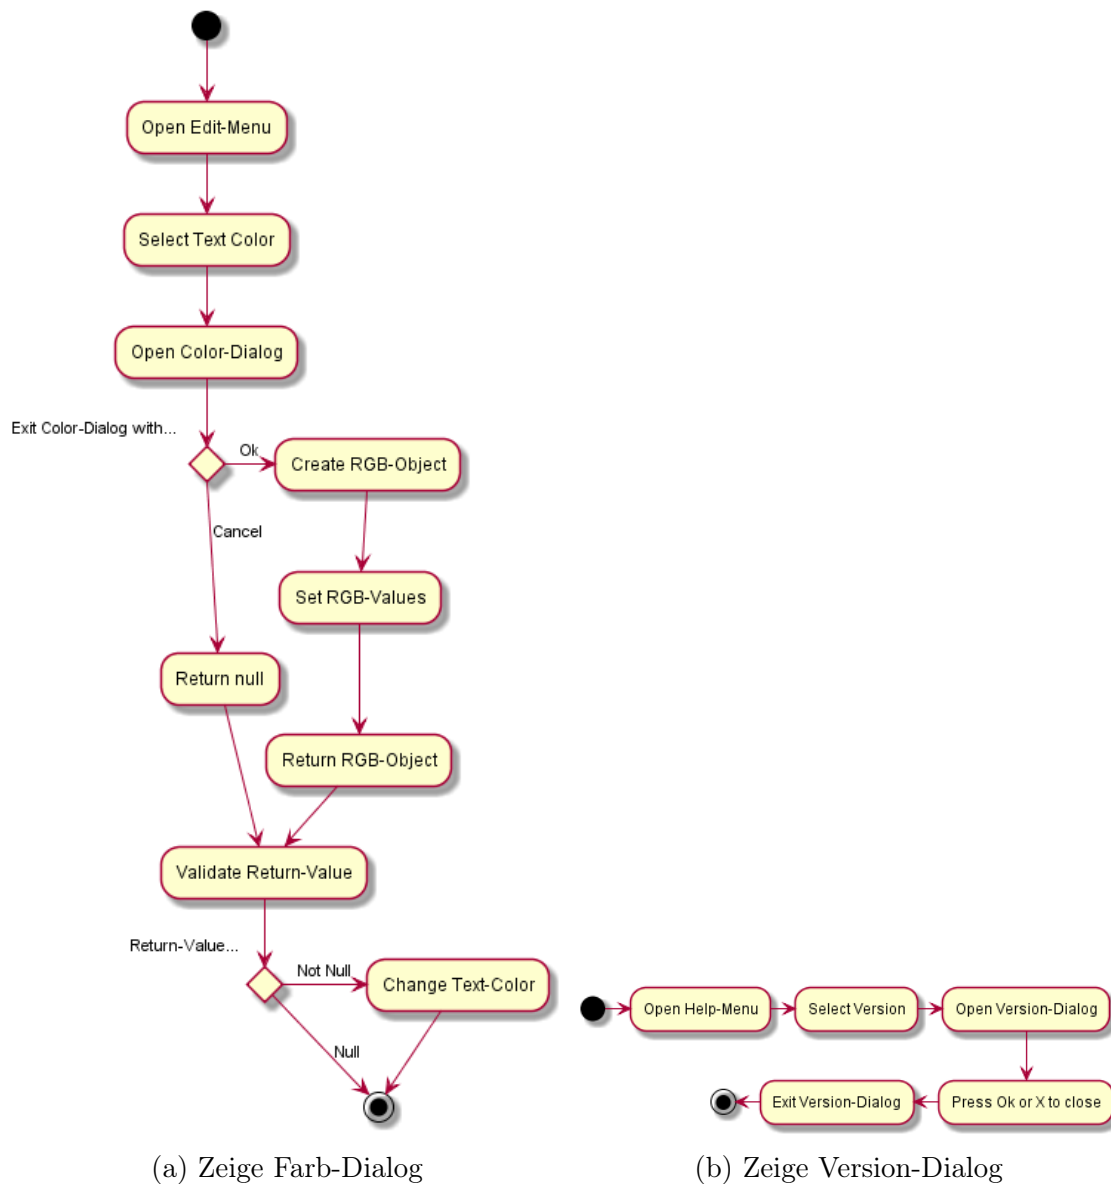 Open Edit-Menu
Select Text Color
Open Color-Dialog
Exit Color-Dialog with...
Ok
Create RGB-Object
Cancel
Set RGB-Values
Return null
Return RGB-Object
Validate Return-Value
Return-Value...
Not Null
Change Text-Color
Null
(a) Zeige Farb-Dialog
Open Help-Menu
Select Version
Open Version-Dialog
Press Ok or X to close
Exit Version-Dialog
(b) Zeige Version-Dialog